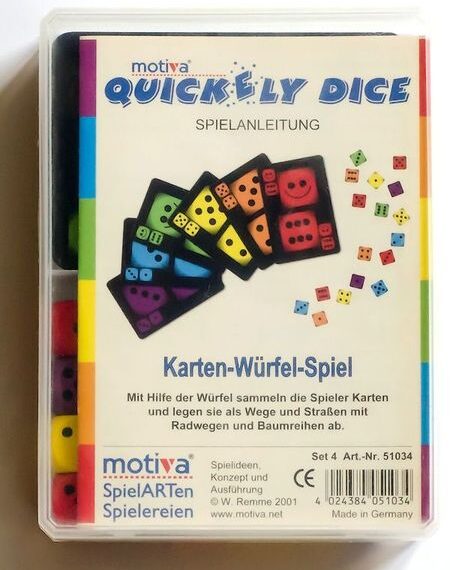 motiva®
QUICKELY DICE
SPIELANLEITUNG
Karten-Würfel-Spiel
Mit Hilfe der Würfel sammeln die Spieler Karten
und legen sie als Wege und Straßen mit
Radwegen und Baumreihen ab.
motiva®
SpielARTen
Spielereien
Spielideen,
Konzept und
Ausführung
© W. Remme 2001
www.motiva.net
Set 4 Art.-Nr. 51034
CE
4 024384 051034
Made in Germany